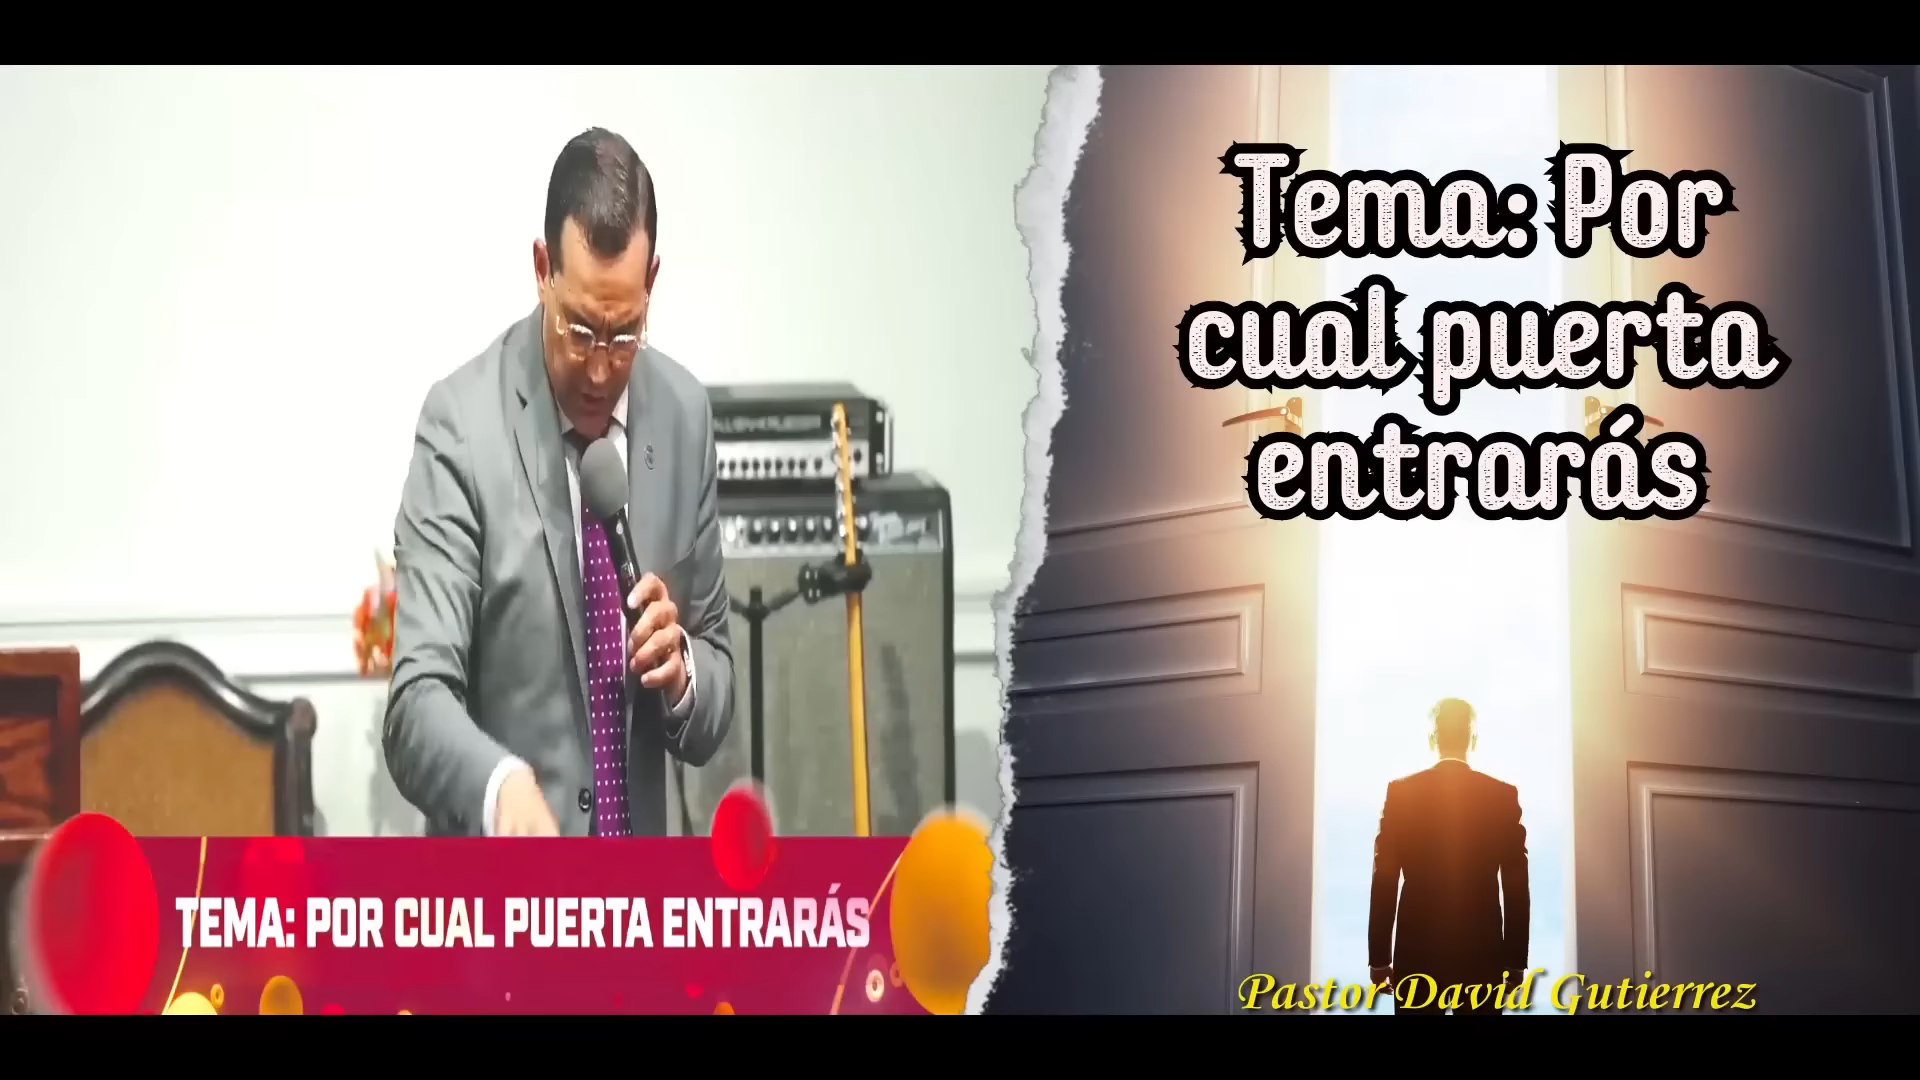 Tema: Por
cual puerta
entrarás
TEMA: POR CUAL PUERTA ENTRARÁS
Pastor David Gutierrez